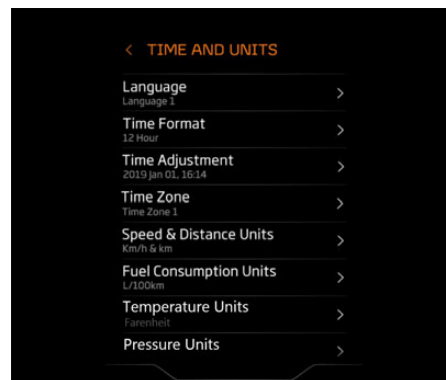 TIME AND UNITS
Language
Language 1
Time Format
12 Hour
Time Adjustment
2019 Jan 01, 16:14
Time Zone
Time Zone 1
Speed & Distance Units
Km/h & km
Fuel Consumption Units
L/100km
Temperature Units
Farenheit
Pressure Units